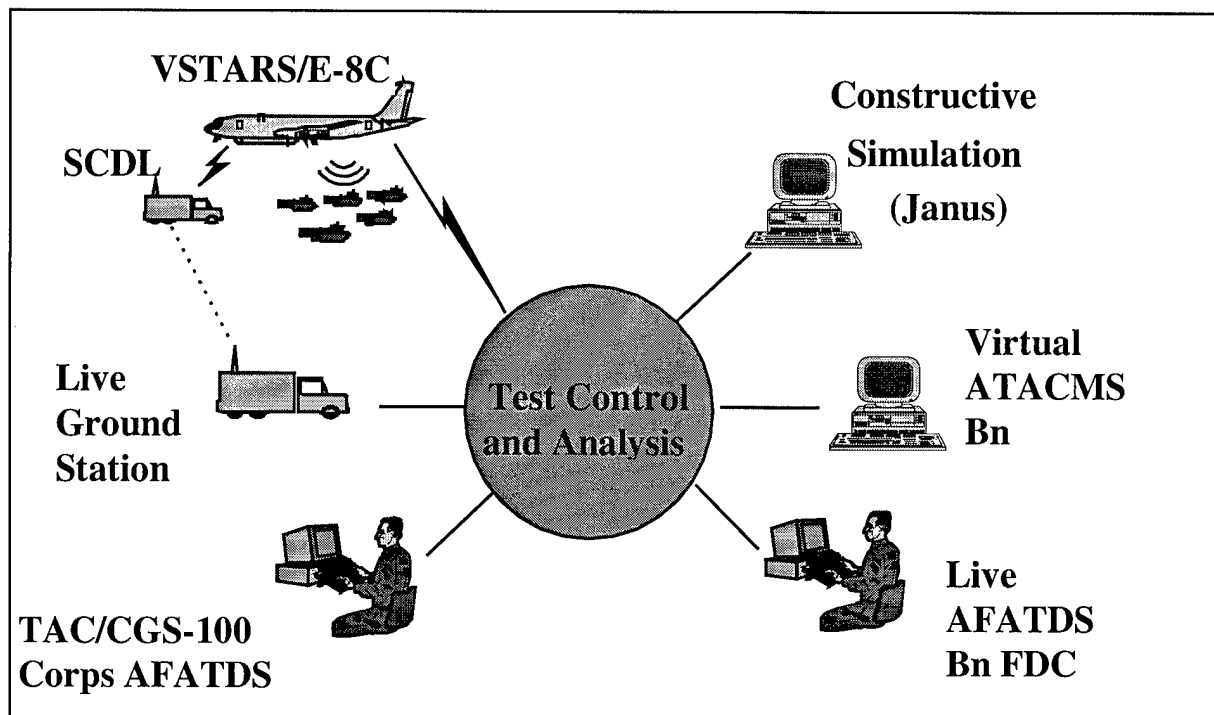 VSTARS/E-8C
SCDL
Constructive
Simulation
(Janus)
Live
Ground
Station
Test Control
and Analysis
Virtual
ATACMS
Bn
TAC/CGS-100
Corps AFATDS
Live
AFATDS
Bn FDC